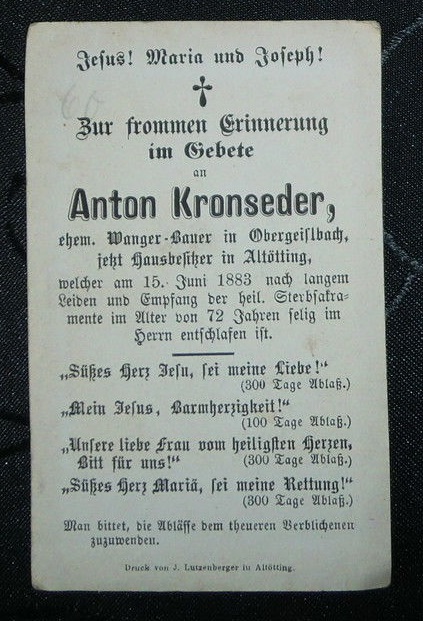 60
Jesus! Maria und Joseph!
Zur frommen Erinnerung
im Gebete
an
Anton Kronseder,
ehem. Wanger-Bauer in Obergeislbach,
jetzt Hausbesitzer in Altötting,
welcher am 15. Juni 1883 nach langem
Leiden und Empfang der heil. Sterbsakra-
mente im Alter von 72 Jahren selig im
Herrn entschlafen ist.
„Süßes Herz Jesu, sei meine Liebe!“
(300 Tage Ablaß.)
„Mein Jesus, Barmherzigkeit!“
(100 Tage Ablaß.)
„Unsere liebe Frau vom heiligsten Herzen,
Bitt für uns!“ (300 Tage Ablaß.)
„Süßes Herz Mariä, sei meine Rettung!“
(300 Tage Ablaß.)
Man bittet, die Ablässe dem theueren Verblichenen
zuzuwenden.
Druck von J. Lutzenberger in Altötting.